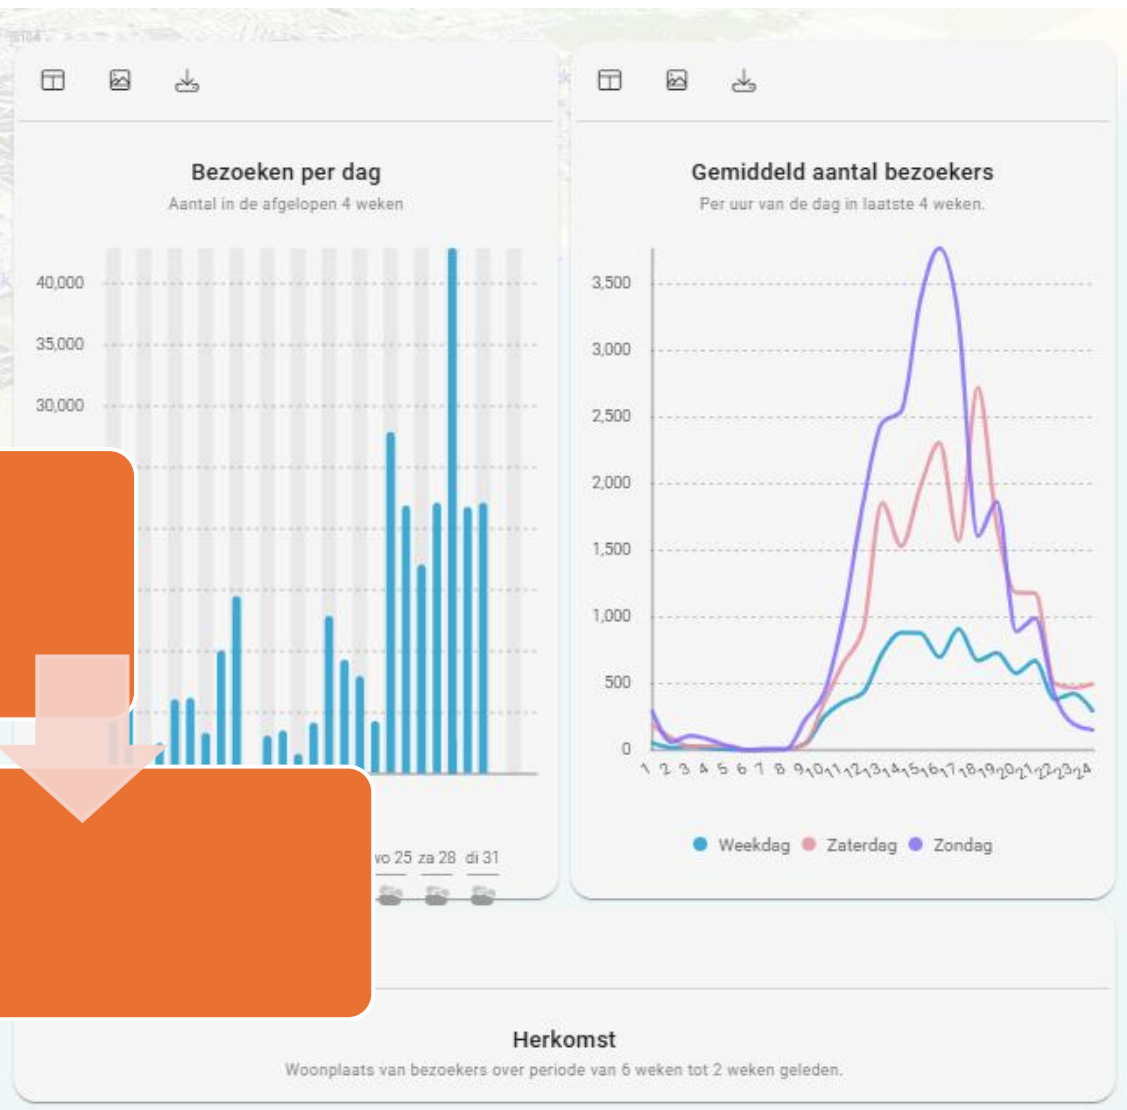 Bezoeken per dag
Aantal in de afgelopen 4 weken
40,000
35,000
30,000
25 za 28 di 31
Gemiddeld aantal bezoekers
Per uur van de dag in laatste 4 weken.
3,500
3,000
2,500
2,000
1,500
1,000
500
0
1 2 3 4 5 6 7 8 9 10 11 12 13 14 15 16 17 18 19 20 21 22 23 24
Weekdag Zaterdag Zondag
Herkomst
Woonplaats van bezoekers over periode van 6 weken tot 2 weken geleden.